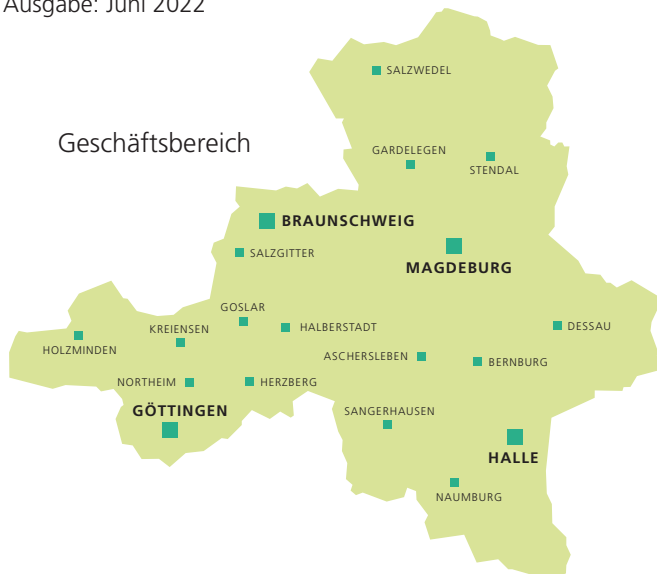 Ausgabe: Juni 2022
SALZWEDEL
Geschäftsbereich
GARDELEGEN
STENDAL
BRAUNSCHWEIG
SALZGITTER
MAGDEBURG
GOSLAR
KREIENSEN
HALBERSTADT
DESSAU
HOLZMINDEN
ASCHERSLEBEN
BERNBURG
NORTHEIM
HERZBERG
GÖTTINGEN
SANGERHAUSEN
HALLE
NAUMBURG